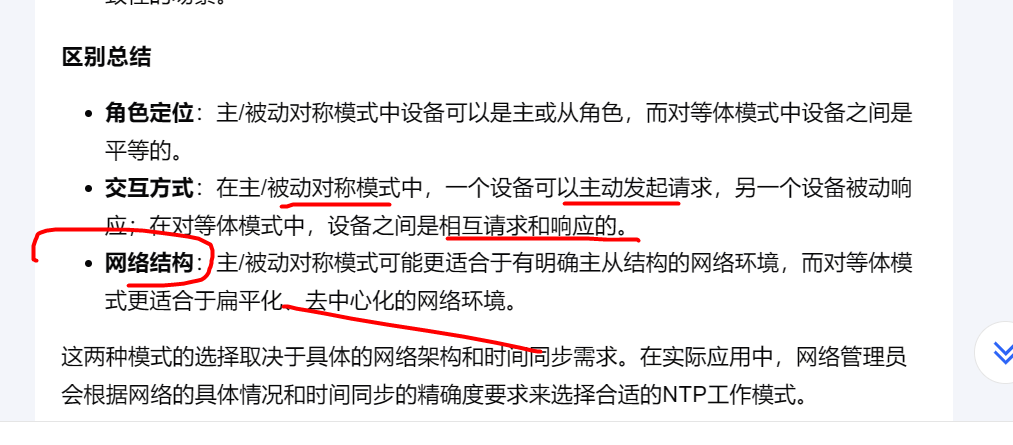 区别总结
角色定位：主/被动对称模式中设备可以是主或从角色，而对等体模式中设备之间是
平等的。
交互方式：在主/被动对称模式中，一个设备可以主动发起请求，另一个设备被动响
应；在对等体模式中，设备之间是相互请求和响应的。
网络结构：主/被动对称模式可能更适合于有明确主从结构的网络环境，而对等体模
式更适合于扁平化、去中心化的网络环境。
这两种模式的选择取决于具体的网络架构和时间同步需求。在实际应用中，网络管理员
会根据网络的具体情况和时间同步的精确度要求来选择合适的NTP工作模式。